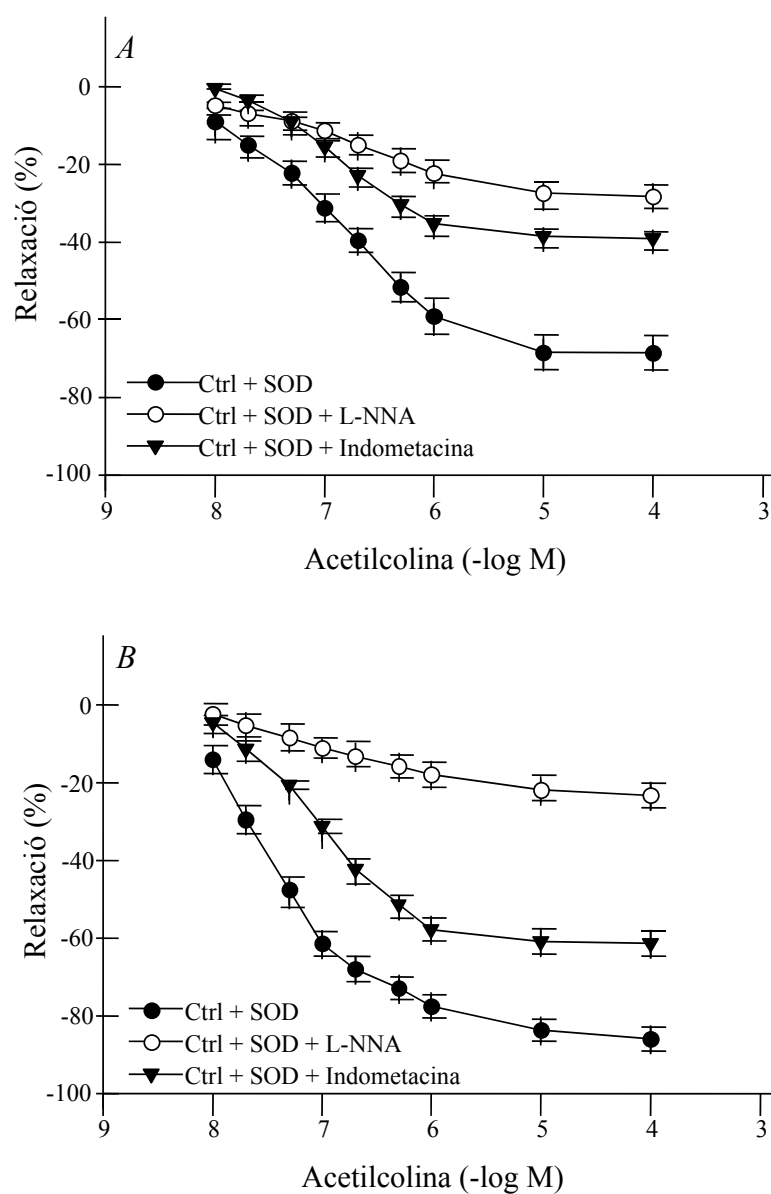 A
0
-20
-40
-60
-80
-100
Relaxació (%)
Ctrl + SOD
Ctrl + SOD + L-NNA
Ctrl + SOD + Indometacina
9 8 7 6 5 4 3
Acetilcolina (-log M)
B
0
-20
-40
-60
-80
-100
Relaxació (%)
Ctrl + SOD
Ctrl + SOD + L-NNA
Ctrl + SOD + Indometacina
9 8 7 6 5 4 3
Acetilcolina (-log M)